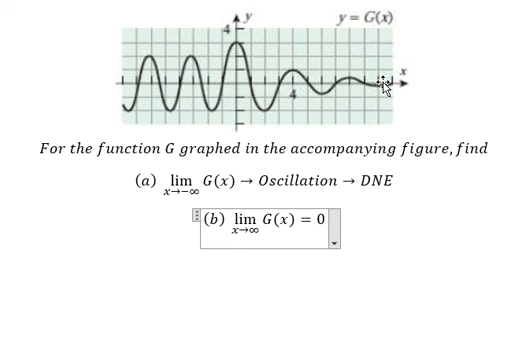 4 y y = G(x)
x
4
For the function G graphed in the accompanying figure, find
(a) lim x→−∞ G(x) → Oscillation → DNE
(b) lim x→∞ G(x) = 0